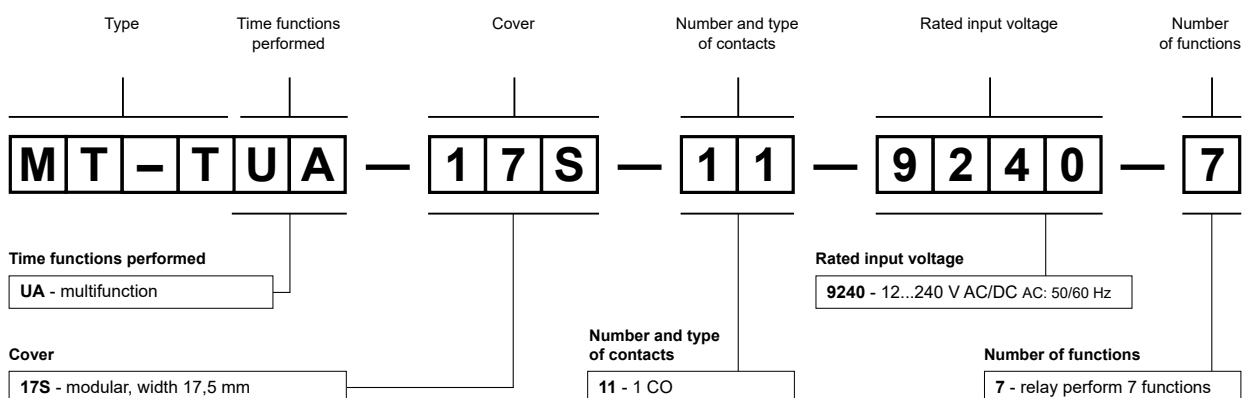 Type
Time functions
performed
Cover
Number and type
of contacts
Rated input voltage
Number
of functions
MT–TUA — 17S — 11 — 9240 — 7
Time functions performed
UA - multifunction
Rated input voltage
9240 - 12...240 V AC/DC AC: 50/60 Hz
Cover
17S - modular, width 17,5 mm
Number and type
of contacts
11 - 1 CO
Number of functions
7 - relay perform 7 functions